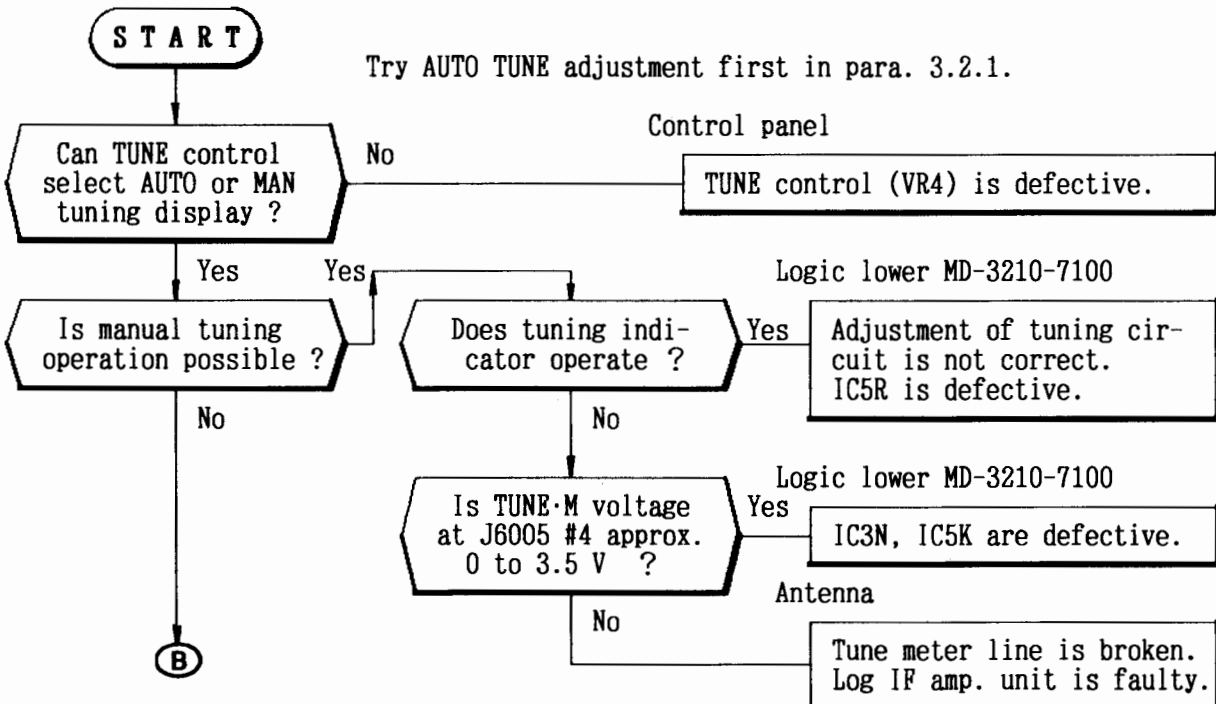 START
Try AUTO TUNE adjustment first in para. 3.2.1.
Can TUNE control
select AUTO or MAN
tuning display ?
No
Control panel
TUNE control (VR4) is defective.
Yes
Is manual tuning
operation possible ?
Yes
Does tuning indi-
cator operate ?
Yes
Logic lower MD-3210-7100
Adjustment of tuning cir-
cuit is not correct.
IC5R is defective.
No
No
Is TUNE·M voltage
at J6005 #4 approx.
0 to 3.5 V ?
Yes
Logic lower MD-3210-7100
IC3N, IC5K are defective.
No
Antenna
Tune meter line is broken.
Log IF amp. unit is faulty.
B